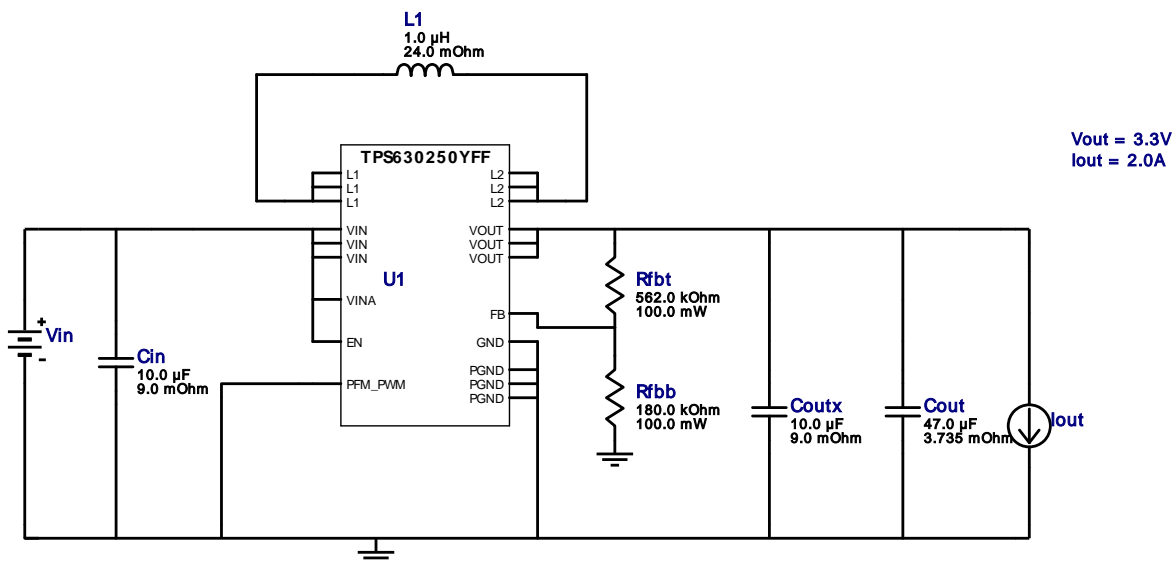 L1
1.0 µH
24.0 mOhm
Vout = 3.3V
Iout = 2.0A
TPS630250YFF
L1
L1
L1
L2
L2
L2
VIN
VIN
VIN
VOUT
VOUT
VOUT
U1
VINA
FB
EN
GND
PFM_PWM
PGND
PGND
PGND
Rfbt
562.0 kOhm
100.0 mW
+
Vin
-
Cin
10.0 µF
9.0 mOhm
Rfbb
180.0 kOhm
100.0 mW
Coutx
10.0 µF
9.0 mOhm
Cout
47.0 µF
3.735 mOhm
Iout